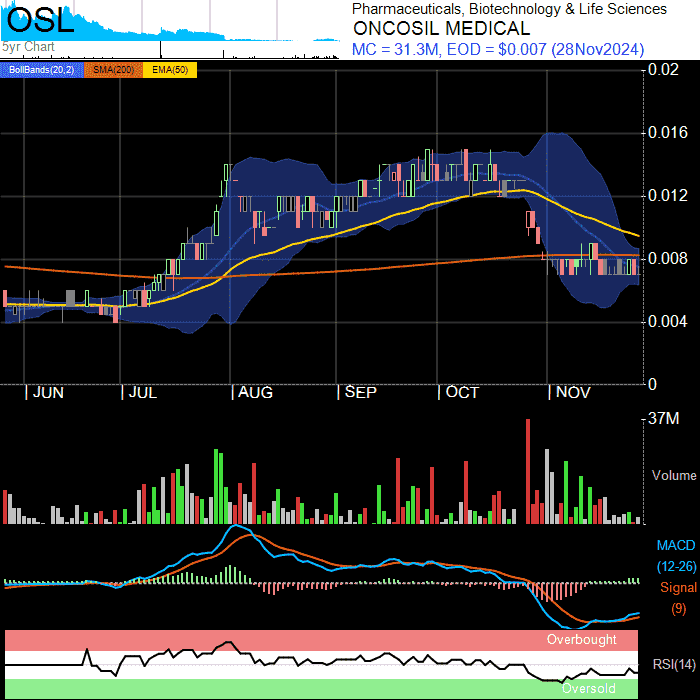 OSL
5yr Chart
Pharmaceuticals, Biotechnology & Life Sciences
ONCOSIL MEDICAL
MC = 31.3M, EOD = $0.007 (28Nov2024)
BollBands(20,2) SMA(200) EMA(50)
0.02
0.016
0.012
0.008
0.004
0
JUN JUL AUG SEP OCT NOV
37M
Volume
MACD
(12-26)
Signal
(9)
Overbought
RSI(14)
Oversold